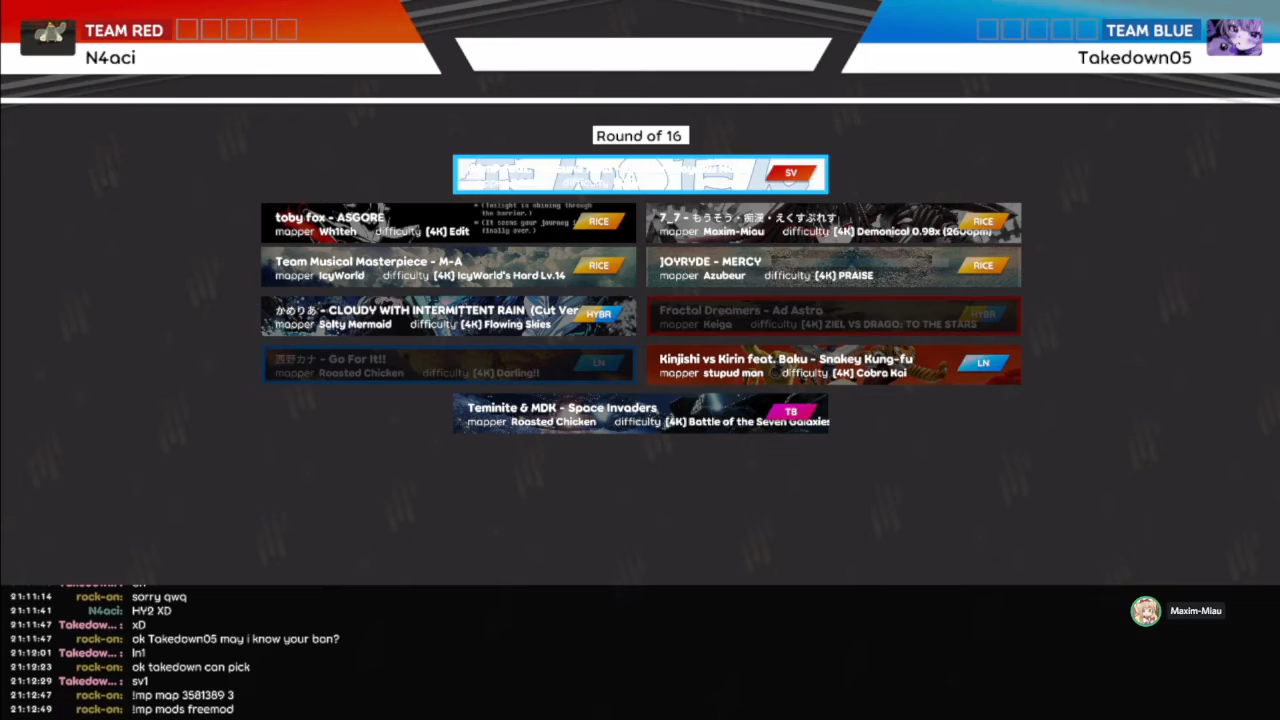 TEAM RED
N4aci
TEAM BLUE
Takedown05
Round of 16
SV
toby fox - ASGORE
mapper Wh1teh difficulty [4K] Edit
RICE
7_7 - もうそう・痴漢・えくすぷれす
mapper Maxim-Miau difficulty [4K] Demonical 0.98x (260bpm)
RICE
Team Musical Masterpiece - M-A
mapper IcyWorld difficulty [4K] IcyWorld's Hard Lv.14
RICE
JOYRYDE - MERCY
mapper Azubeur difficulty [4K] PRAISE
RICE
かめりあ - CLOUDY WITH INTERMITTENT RAIN (Cut Ver
mapper Salty Mermaid difficulty [4K] Flowing Skies
HYBR
Fractal Dreamers - Ad Astra
mapper Keiga difficulty [4K] ZIEL VS DRAGO: TO THE STARS
HYBR
西野カナ - Go For It!!
mapper Roasted Chicken difficulty [4K] Darling!!
LN
Kinjishi vs Kirin feat. Baku - Snakey Kung-fu
mapper stupud man difficulty [4K] Cobra Kai
LN
Teminite & MDK - Space Invaders
mapper Roasted Chicken difficulty [4K] Battle of the Seven Galaxies
TB
21:11:14 rock-on: sorry qwq
21:11:41 N4aci: HY2 XD
21:11:47 Takedow... : xD
21:11:47 rock-on: ok Takedown05 may i know your ban?
21:12:01 Takedow... : ln1
21:12:23 rock-on: ok takedown can pick
21:12:29 Takedow... : sv1
21:12:47 rock-on: !mp map 3581389 3
21:12:49 rock-on: !mp mods freemod
Maxim-Miau